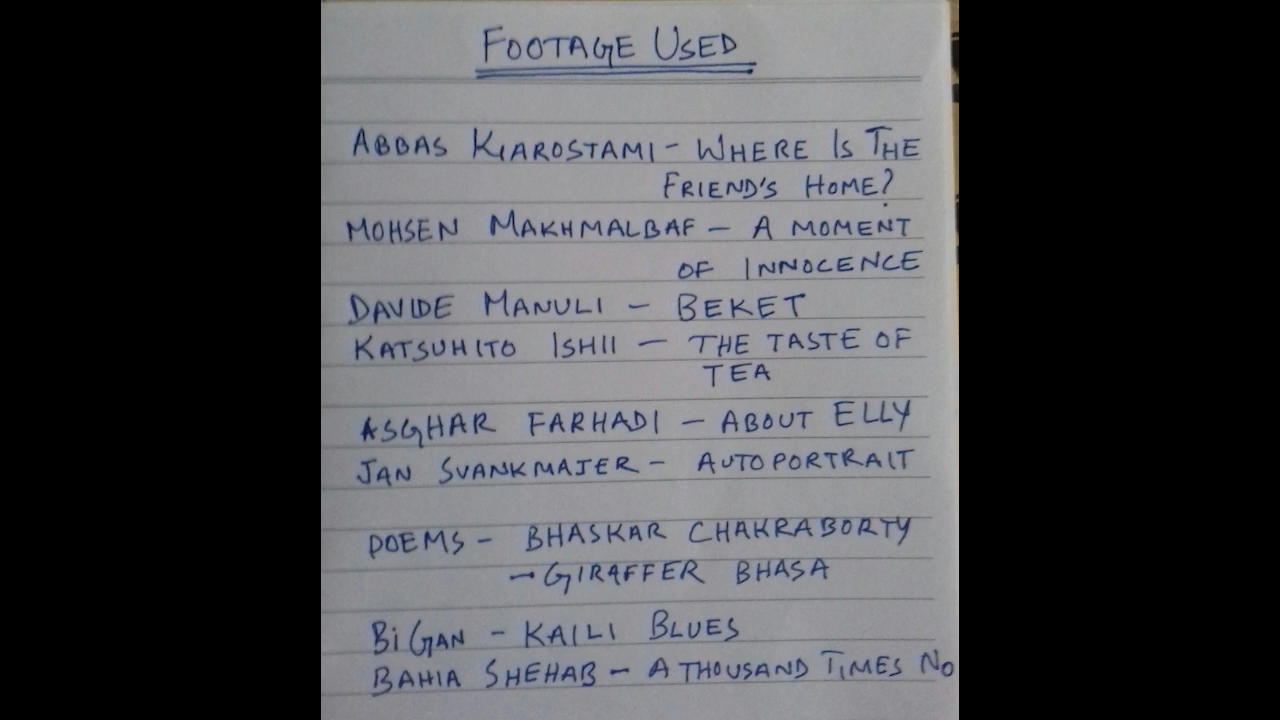 FOOTAGE USED
ABBAS KIAROSTAMI - WHERE IS THE
FRIEND'S HOME?
MOHSEN MAKHMALBAF - A MOMENT
OF INNOCENCE
DAVIDE MANULI - BEKET
KATSUHITO ISHII - THE TASTE OF
TEA
ASGHAR FARHADI - ABOUT ELLY
JAN SVANKMAJER - AUTOPORTRAIT
POEMS - BHASKAR CHAKRABORTY
→ GIRAFFER BHASA
Bi GAN - KAILI BLUES
BAHIA SHEHAB - A THOUSAND TIMES NO